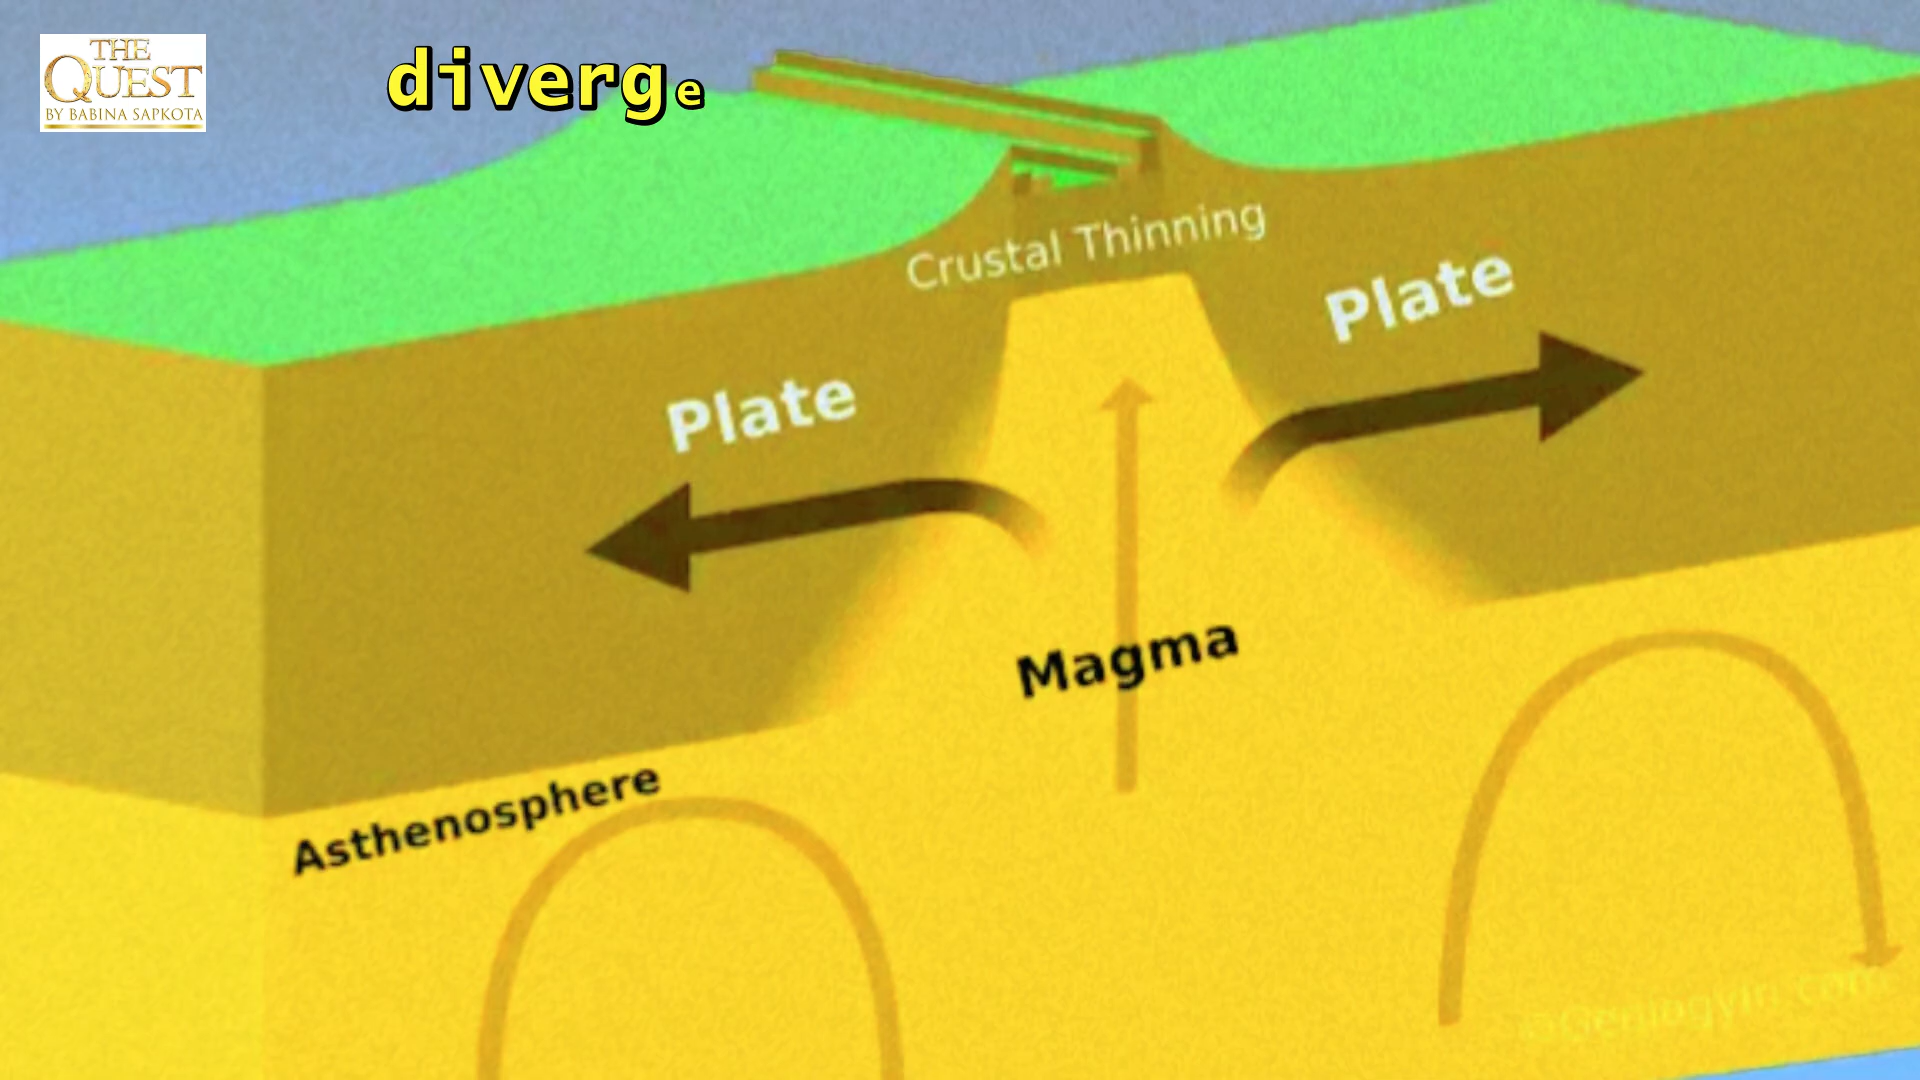 THE
QUEST
BY BABINA SAPKOTA
diverge
Crustal Thinning
Plate
Plate
Magma
Asthenosphere